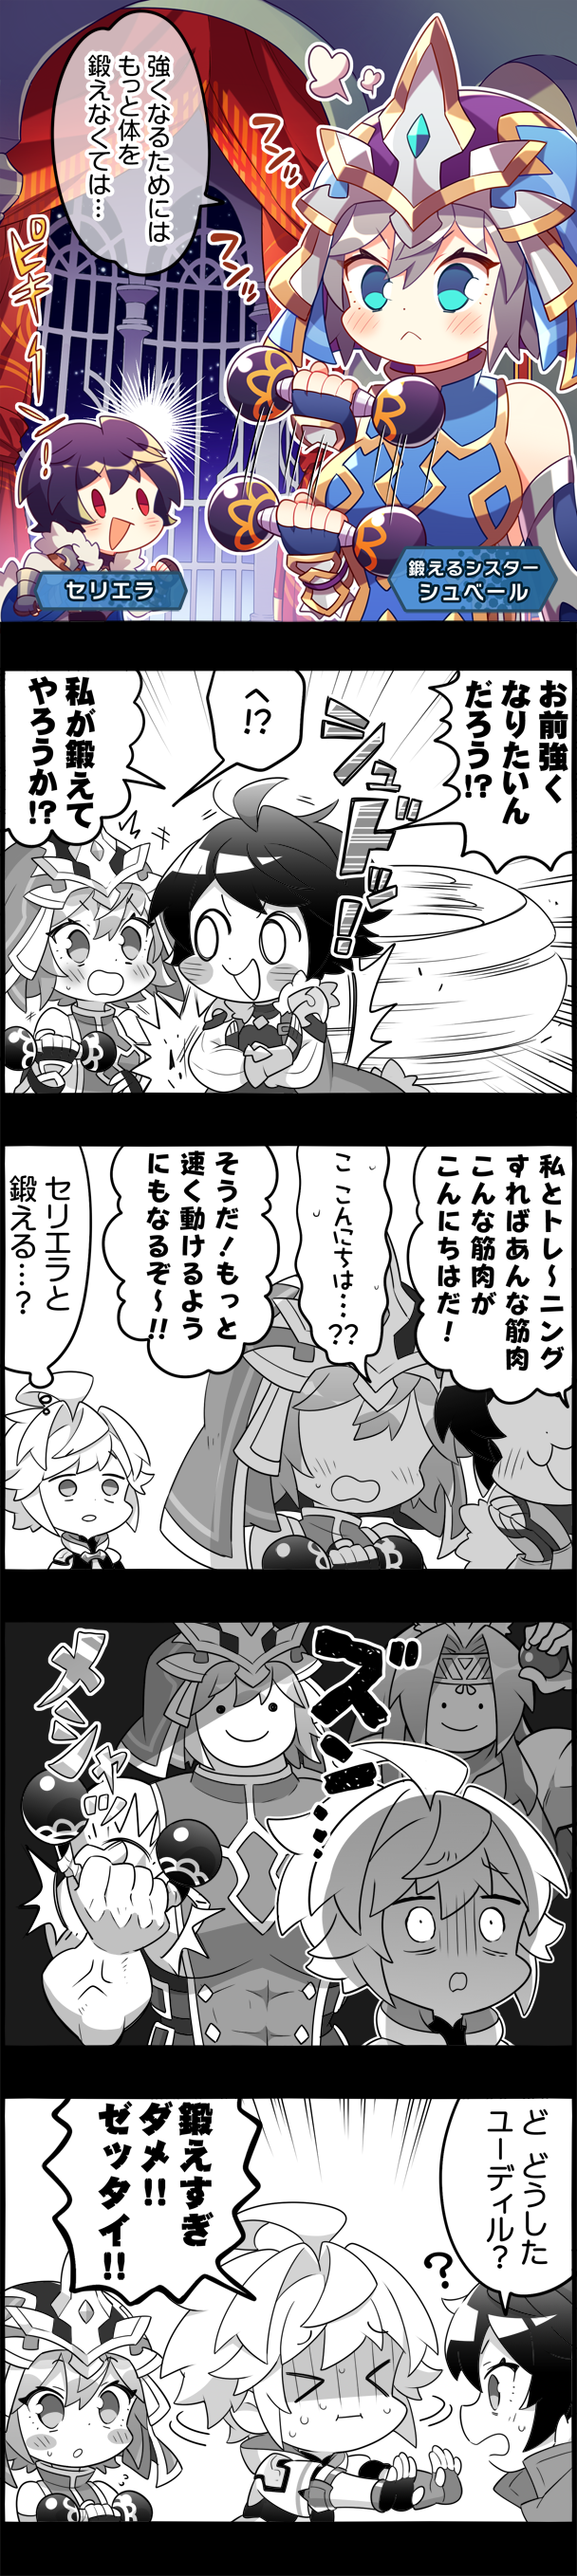 強くなるためには
もっと体を
鍛えなくては…
フンッ
フンッ
ピキーン！
セリエラ
鍛えるシスター
シュベール
お前強く
なりたいん
だろう!?
シュドッ！
へ!?
私が鍛えて
やろうか!?
私とトレ～ニング
すればあんな筋肉
こんな筋肉が
こんにちはだ！
こ こんにちは…??
そうだ！もっと
速く動けるよう
にもなるぞ～!!
セリエラと
鍛える…？
ズーン…
メシャッ
ど どうした
ユーディル？
？
鍛えすぎ
ダメ!!
ゼッタイ!!